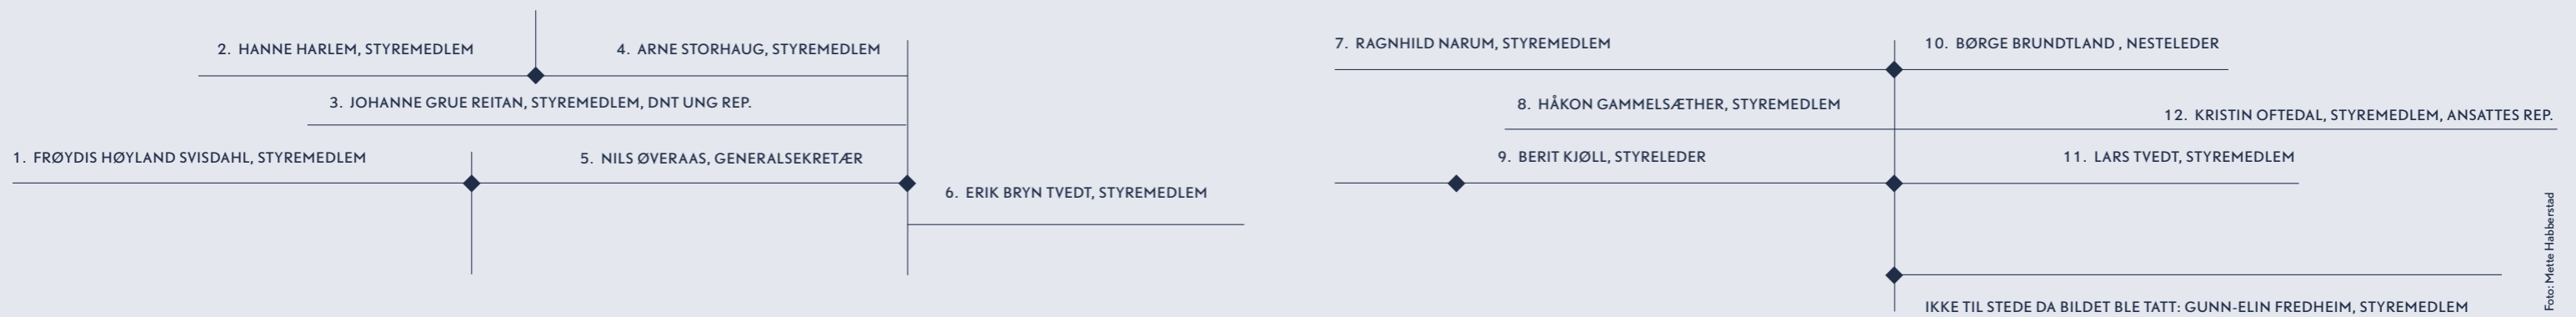 2. HANNE HARLEM, STYREMEDLEM
4. ARNE STORHAUG, STYREMEDLEM
3. JOHANNE GRUE REITAN, STYREMEDLEM, DNT UNG REP.
1. FRØYDIS HØYLAND SVISDAHL, STYREMEDLEM
5. NILS ØVERAAS, GENERALSEKRETÆR
6. ERIK BRYN TVEDT, STYREMEDLEM
7. RAGNHILD NARUM, STYREMEDLEM
10. BØRGE BRUNDTLAND , NESTELEDER
8. HÅKON GAMMELSÆTHER, STYREMEDLEM
12. KRISTIN OFTEDAL, STYREMEDLEM, ANSATTES REP.
9. BERIT KJØLL, STYRELEDER
11. LARS TVEDT, STYREMEDLEM
IKKE TIL STEDE DA BILDET BLE TATT: GUNN-ELIN FREDHEIM, STYREMEDLEM
Foto: Mette Habberstad